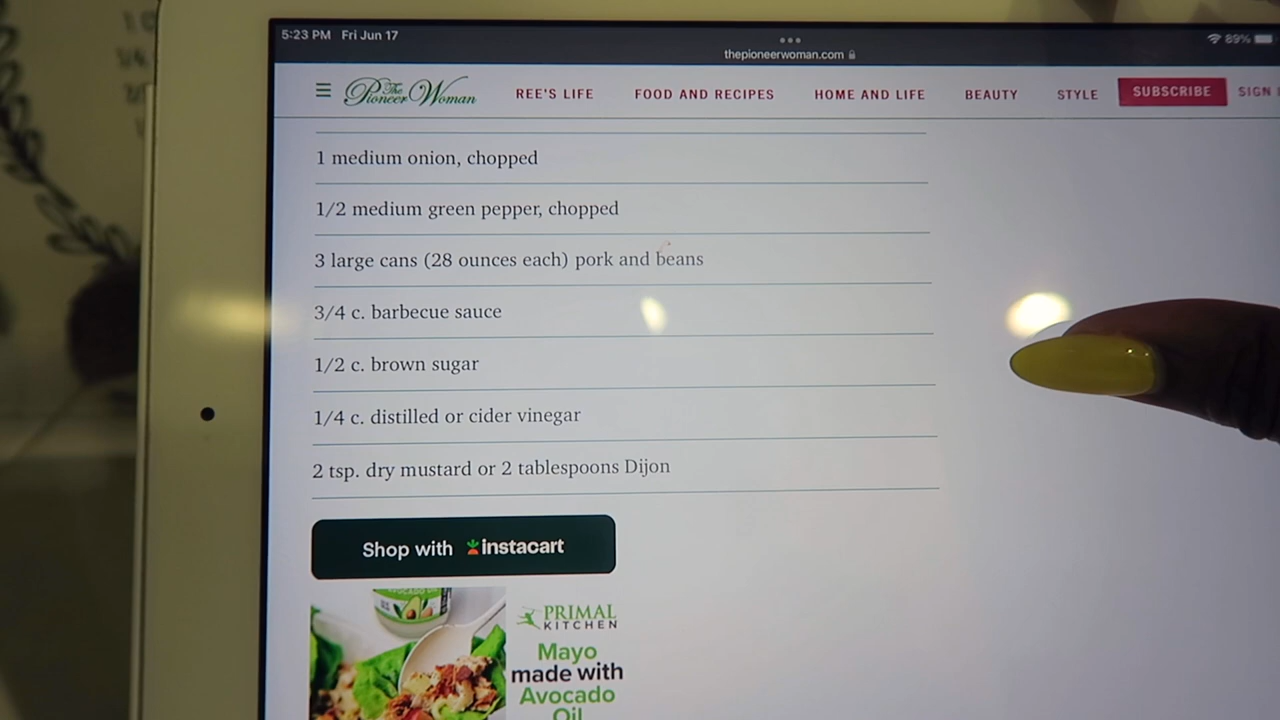 5:23 PM Fri Jun 17
89%
thepioneerwoman.com
The Pioneer Woman
REE'S LIFE FOOD AND RECIPES HOME AND LIFE BEAUTY STYLE SUBSCRIBE SIGN
1 medium onion, chopped
1/2 medium green pepper, chopped
3 large cans (28 ounces each) pork and beans
3/4 c. barbecue sauce
1/2 c. brown sugar
1/4 c. distilled or cider vinegar
2 tsp. dry mustard or 2 tablespoons Dijon
Shop with instacart
PRIMAL
KITCHEN
Mayo
made with
Avocado
Oil